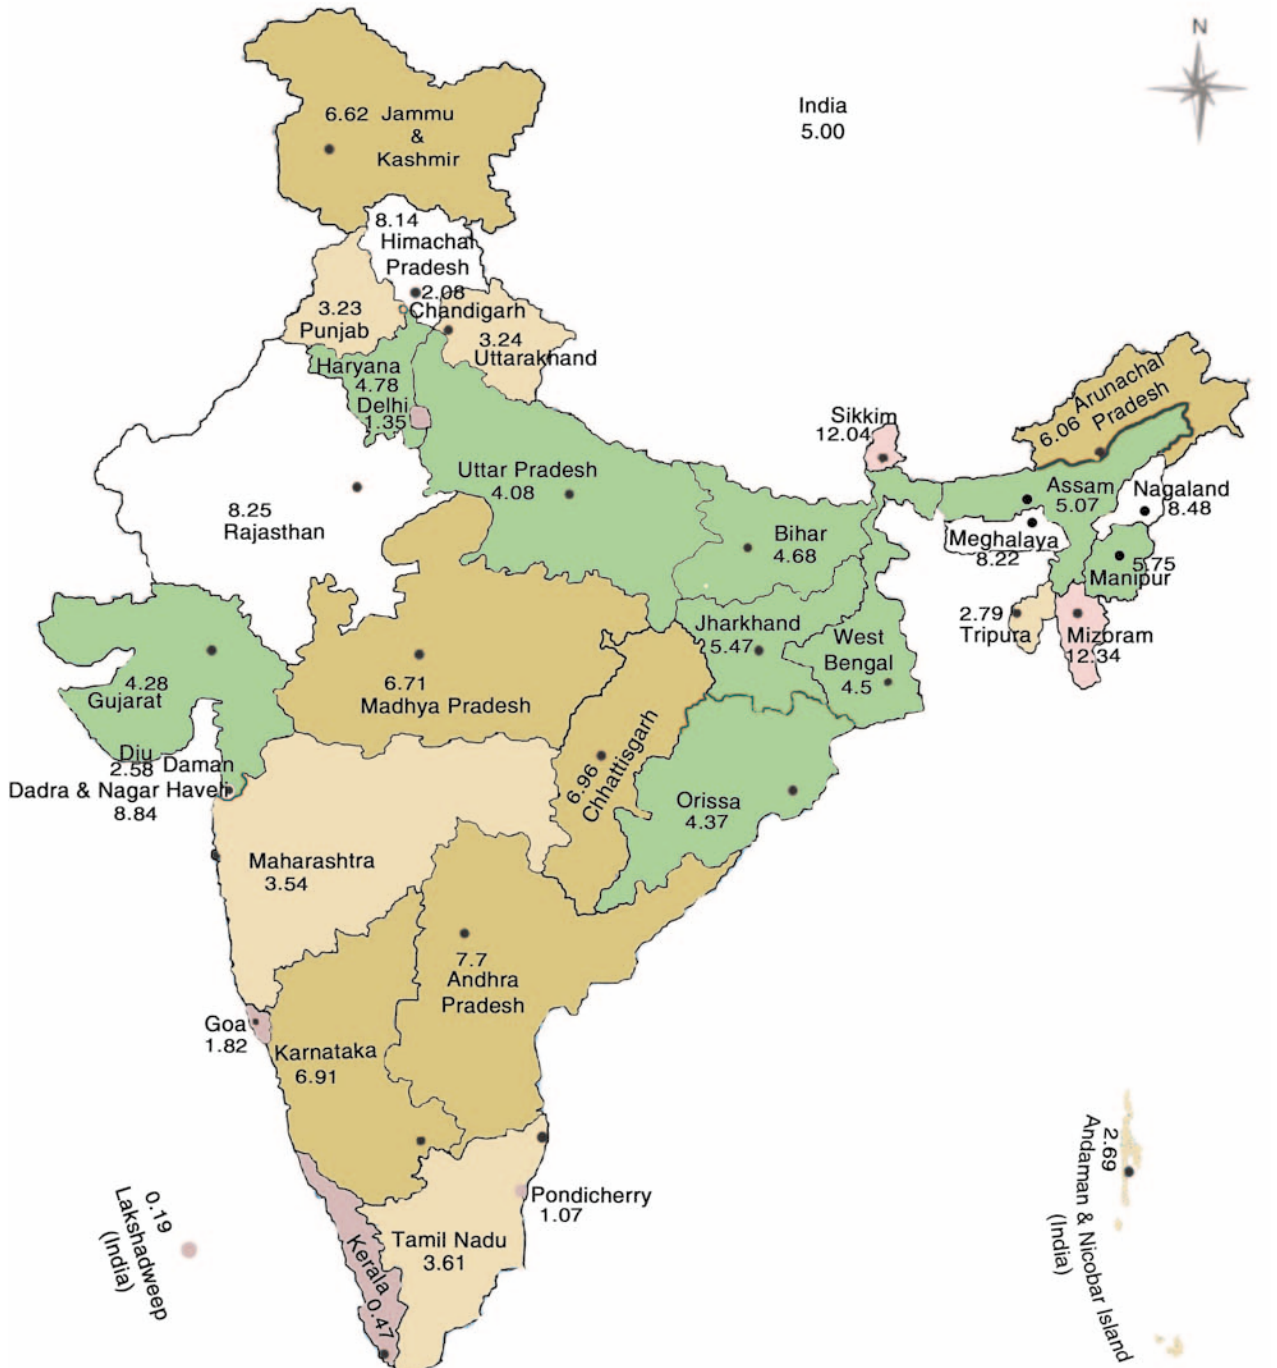 N
India
5.00
6.62 Jammu
&
Kashmir
8.14
Himachal
Pradesh
2.08
Chandigarh
3.23
Punjab
3.24
Uttarakhand
Haryana
4.78
Delhi
1.35
Arunachal
Pradesh
6.06
Sikkim
12.04
Uttar Pradesh
4.08
Assam
5.07
Nagaland
8.48
8.25
Rajasthan
Bihar
4.68
Meghalaya
8.22
5.75
Manipur
2.79
Tripura
Mizoram
12.34
Jharkhand
5.47
West
Bengal
4.5
4.28
Gujarat
6.71
Madhya Pradesh
6.96
Chhattisgarh
Diu
2.58
Daman
Dadra & Nagar Haveli
8.84
Orissa
4.37
Maharashtra
3.54
7.7
Andhra
Pradesh
Goa
1.82
Karnataka
6.91
2.69
Andaman & Nicobar Island
(India)
0.19
Lakshadweep
(India)
Pondicherry
1.07
Tamil Nadu
3.61
Kerala
0.47